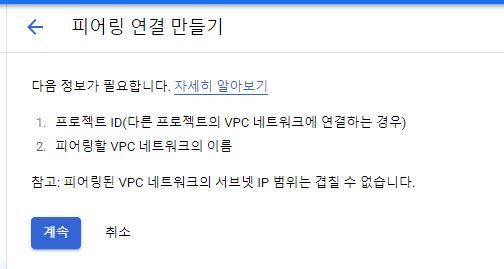 피어링 연결 만들기
다음 정보가 필요합니다. 자세히 알아보기
1. 프로젝트 ID(다른 프로젝트의 VPC 네트워크에 연결하는 경우)
2. 피어링할 VPC 네트워크의 이름
참고: 피어링된 VPC 네트워크의 서브넷 IP 범위는 겹칠 수 없습니다.
계속 취소